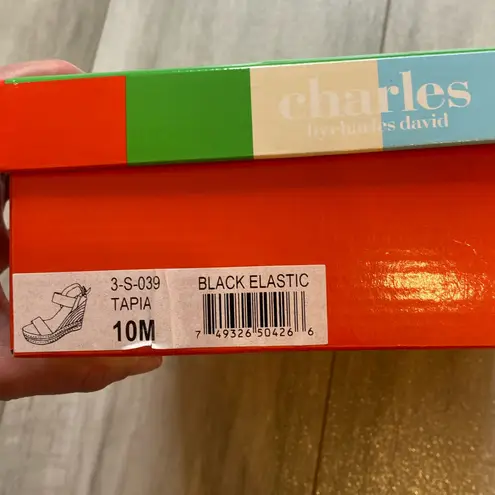 charles
by charles david
3-S-039
TAPIA
10M
BLACK ELASTIC
7 49326 50426 6